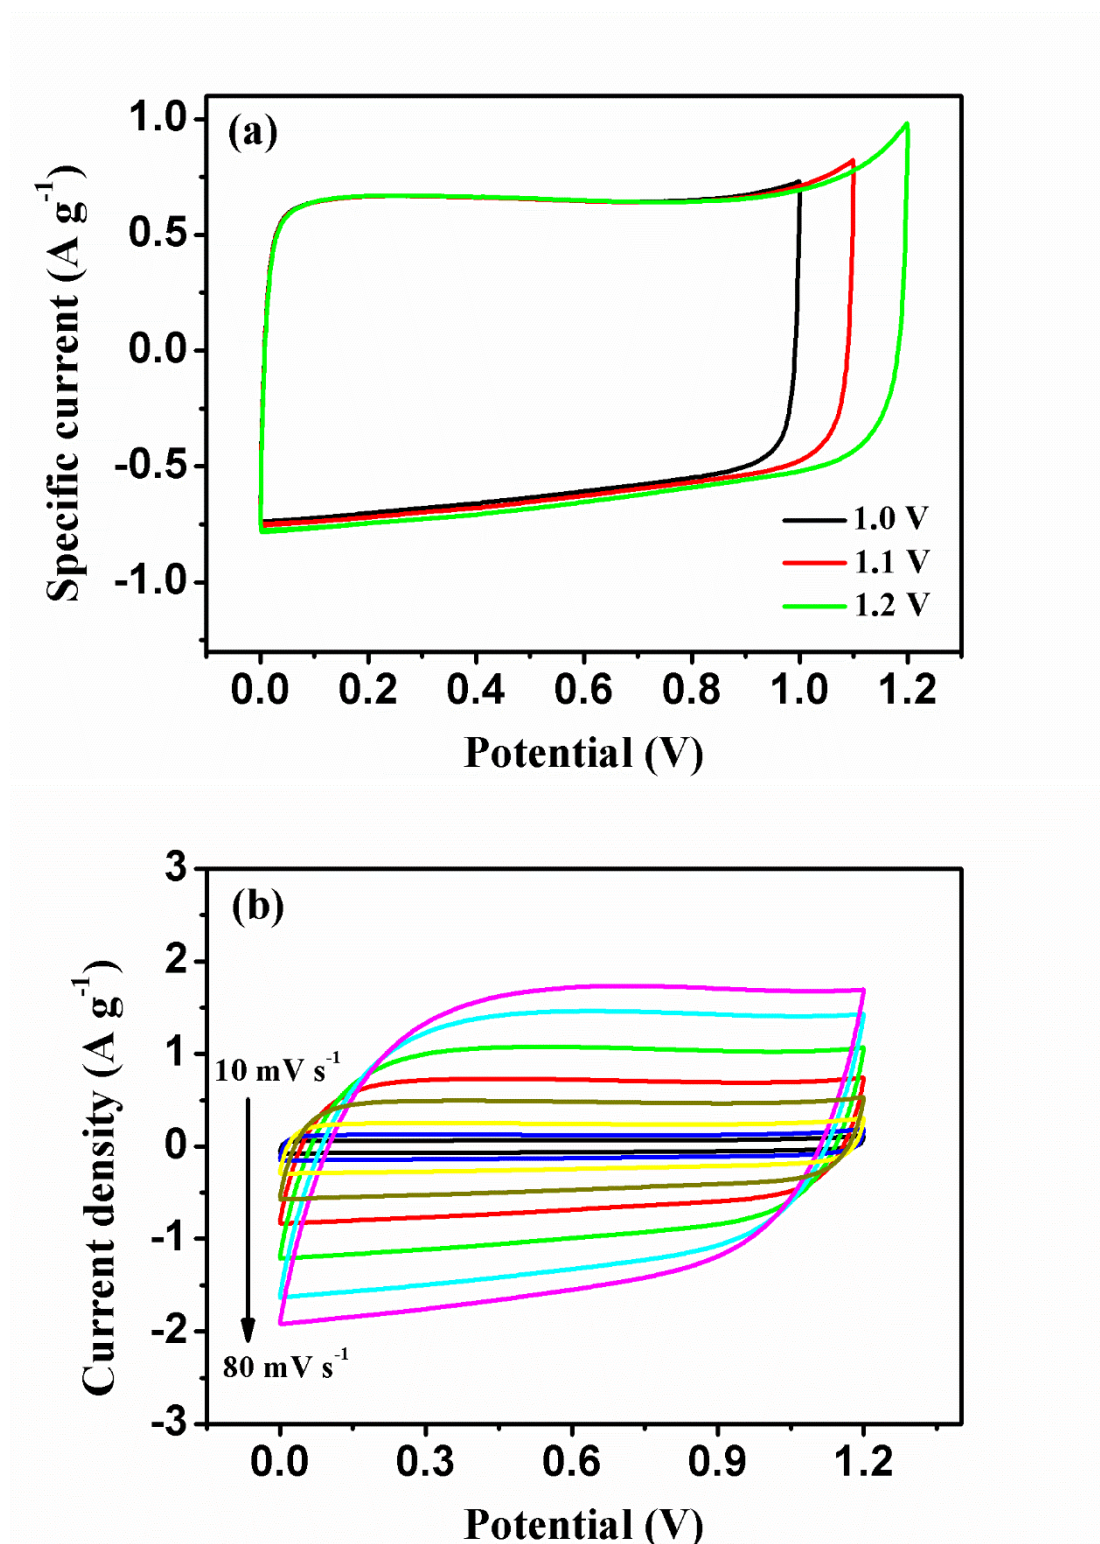 (a)
1.0
0.5
0.0
-0.5
-1.0
Specific current (A g⁻¹)
1.0 V
1.1 V
1.2 V
0.0 0.2 0.4 0.6 0.8 1.0 1.2
Potential (V)
(b)
3
2
1
0
-1
-2
-3
Current density (A g⁻¹)
10 mV s⁻¹
80 mV s⁻¹
0.0 0.3 0.6 0.9 1.2
Potential (V)